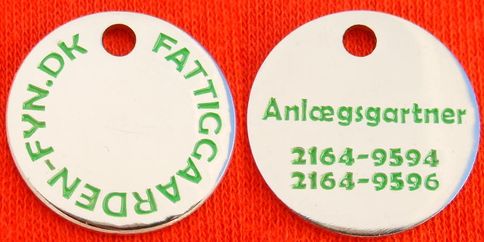 FATTIGGAARDEN-FYN.DK
Anlægsgartner
2164-9594
2164-9596